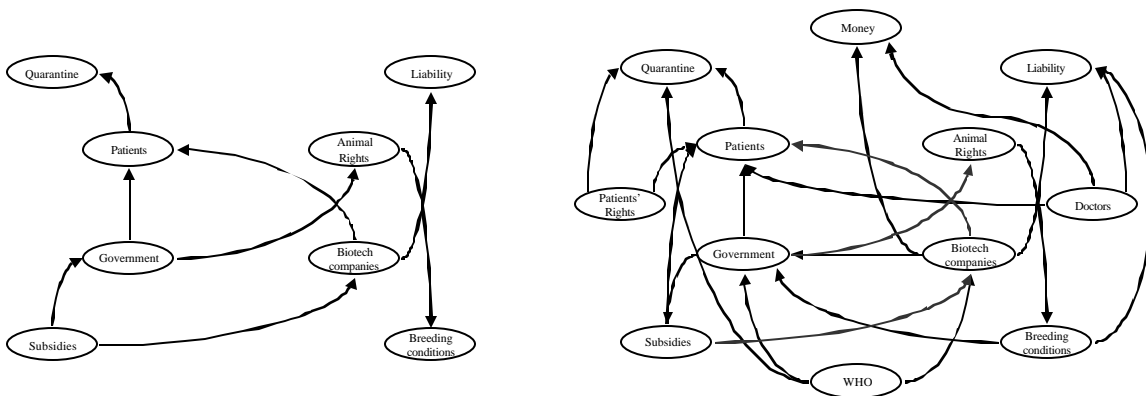 Quarantine
Liability
Patients
Animal
Rights
Government
Biotech
companies
Subsidies
Breeding
conditions
Money
Quarantine
Liability
Patients
Animal
Rights
Patients’
Rights
Doctors
Government
Biotech
companies
Subsidies
Breeding
conditions
WHO